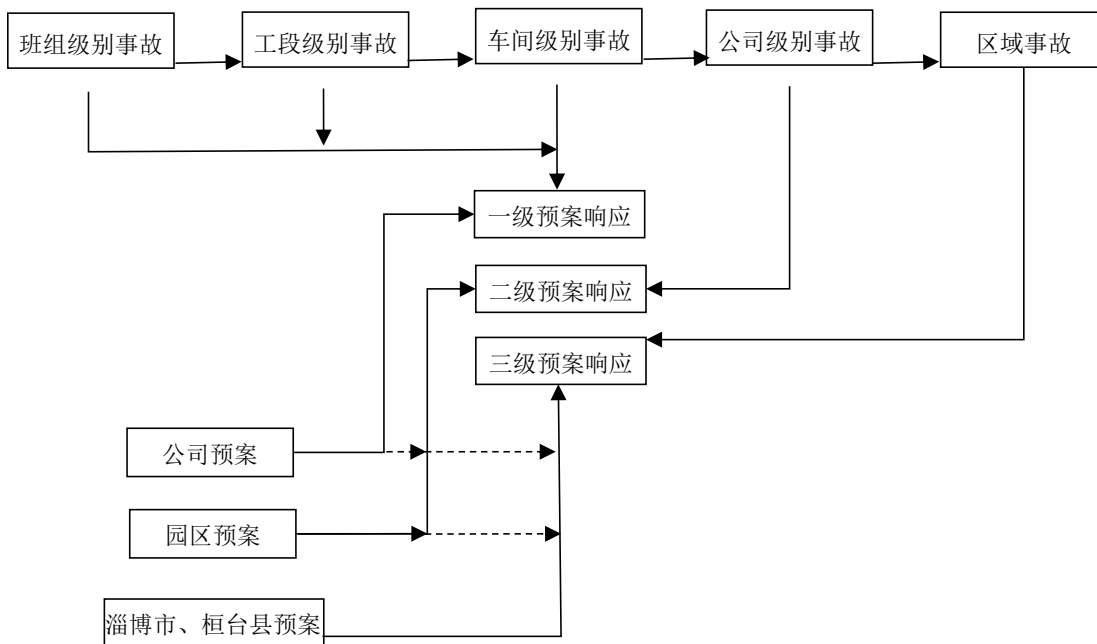 班组级别事故
工段级别事故
车间级别事故
公司级别事故
区域事故
一级预案响应
二级预案响应
三级预案响应
公司预案
园区预案
淄博市、桓台县预案